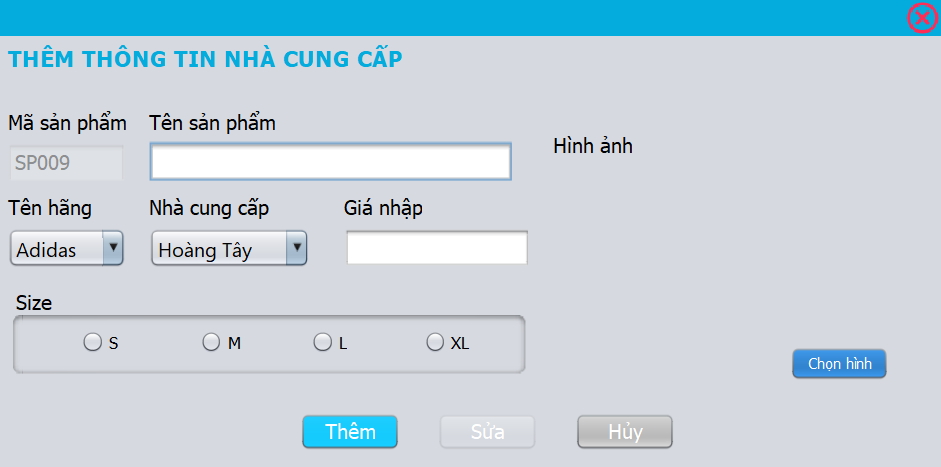 THÊM THÔNG TIN NHÀ CUNG CẤP
Mã sản phẩm Tên sản phẩm
Hình ảnh
SP009
Tên hãng Nhà cung cấp Giá nhập
Adidas Hoàng Tây
Size
S M L XL
Chọn hình
Thêm Sửa Hủy